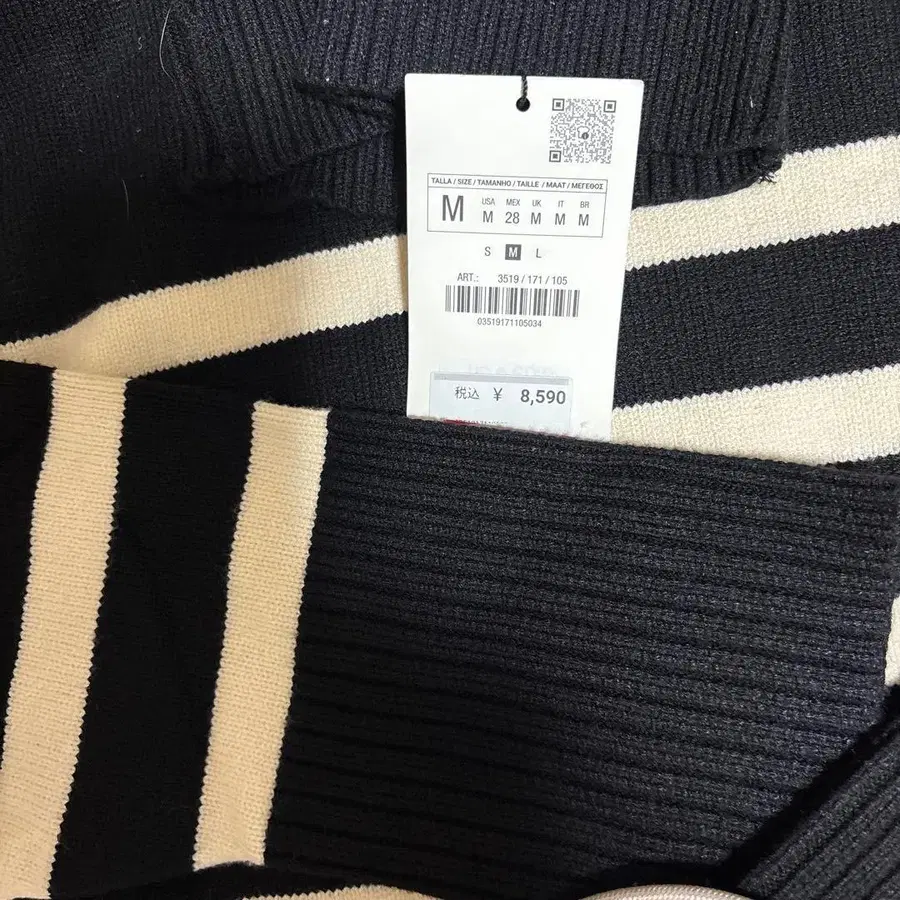 TALLA / SIZE / TAMANHO / TAILLE / MAAT / ΜΕΓΕΘΟΣ
M
USA MEX UK IT BR
M 28 M M M
S M L
ART.: 3519 / 171 / 105
03519171105034
税込 ¥ 8,590